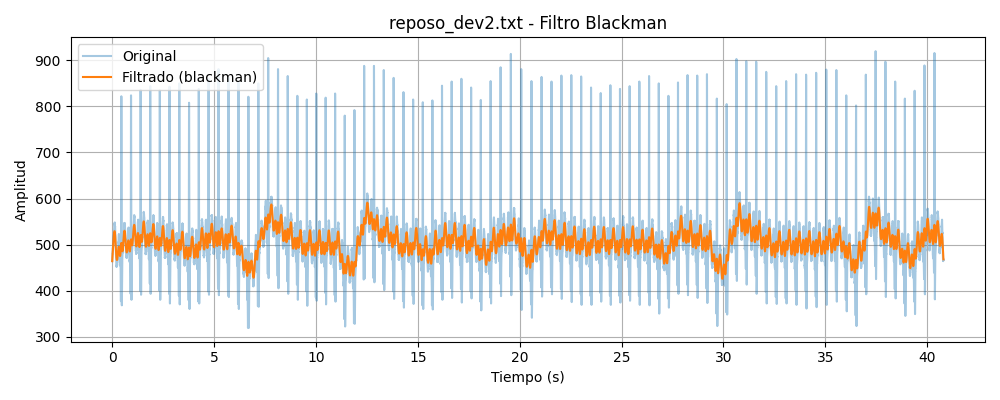 reposo_dev2.txt - Filtro Blackman
Original
Filtrado (blackman)
Amplitud
900
800
700
600
500
400
300
0 5 10 15 20 25 30 35 40
Tiempo (s)